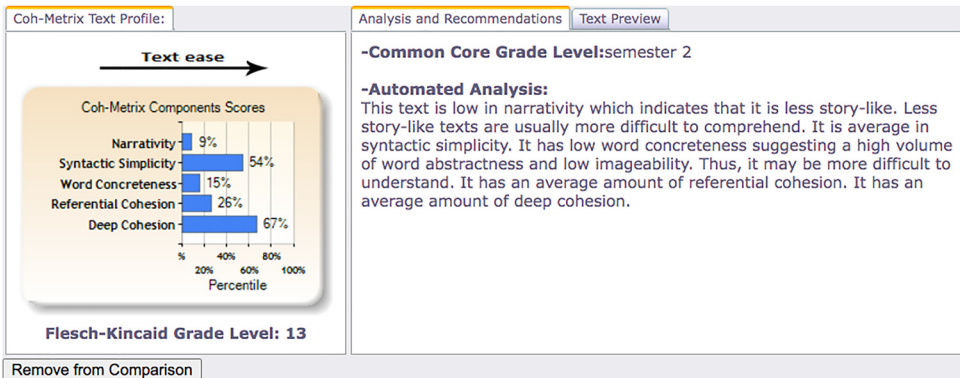 Coh-Metrix Text Profile:
Text ease
Coh-Metrix Components Scores
Narrativity 9%
Syntactic Simplicity 54%
Word Concreteness 15%
Referential Cohesion 26%
Deep Cohesion 67%
% 40% 80%
20% 60% 100%
Percentile
Flesch-Kincaid Grade Level: 13
Remove from Comparison
Analysis and Recommendations
Text Preview
-Common Core Grade Level:semester 2
-Automated Analysis:
This text is low in narrativity which indicates that it is less story-like. Less
story-like texts are usually more difficult to comprehend. It is average in
syntactic simplicity. It has low word concreteness suggesting a high volume
of word abstractness and low imageability. Thus, it may be more difficult to
understand. It has an average amount of referential cohesion. It has an
average amount of deep cohesion.